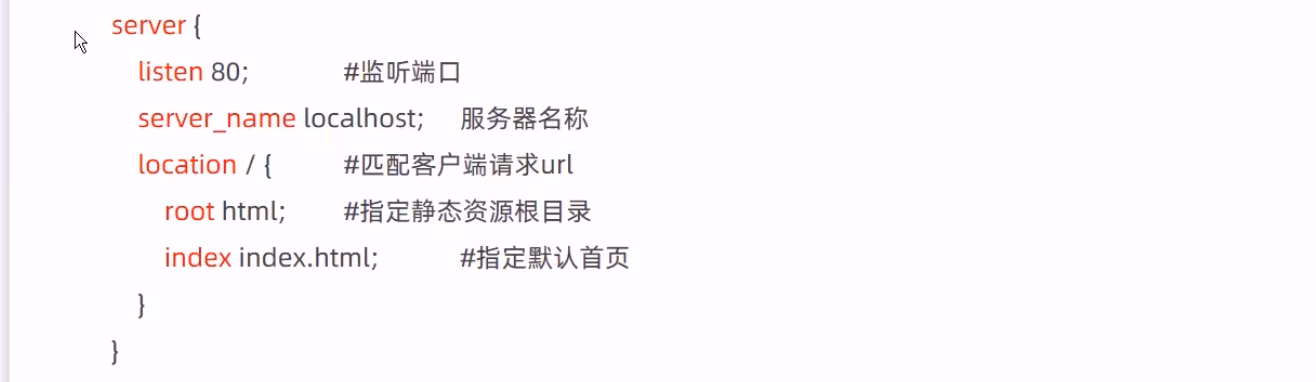 server {
listen 80; #监听端口
server_name localhost; 服务器名称
location / { #匹配客户端请求url
root html; #指定静态资源根目录
index index.html; #指定默认首页
}
}